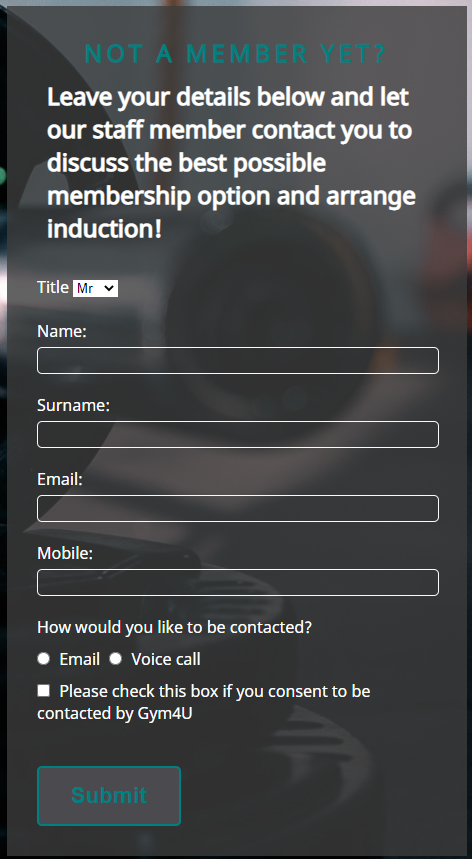 NOT A MEMBER YET?
Leave your details below and let
our staff member contact you to
discuss the best possible
membership option and arrange
induction!
Title Mr
Name:
Surname:
Email:
Mobile:
How would you like to be contacted?
Email Voice call
Please check this box if you consent to be
contacted by Gym4U
Submit